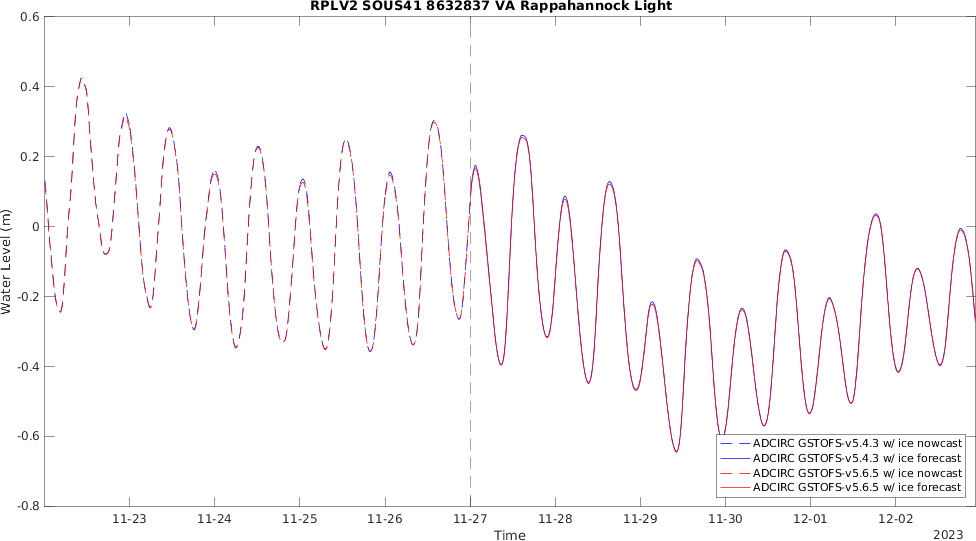 RPLV2 SOUS41 8632837 VA Rappahannock Light
0.6
0.4
0.2
0
-0.2
-0.4
-0.6
-0.8
Water Level (m)
ADCIRC GSTOFS-v5.4.3 w/ ice nowcast
ADCIRC GSTOFS-v5.4.3 w/ ice forecast
ADCIRC GSTOFS-v5.6.5 w/ ice nowcast
ADCIRC GSTOFS-v5.6.5 w/ ice forecast
11-23 11-24 11-25 11-26 11-27 11-28 11-29 11-30 12-01 12-02
Time
2023